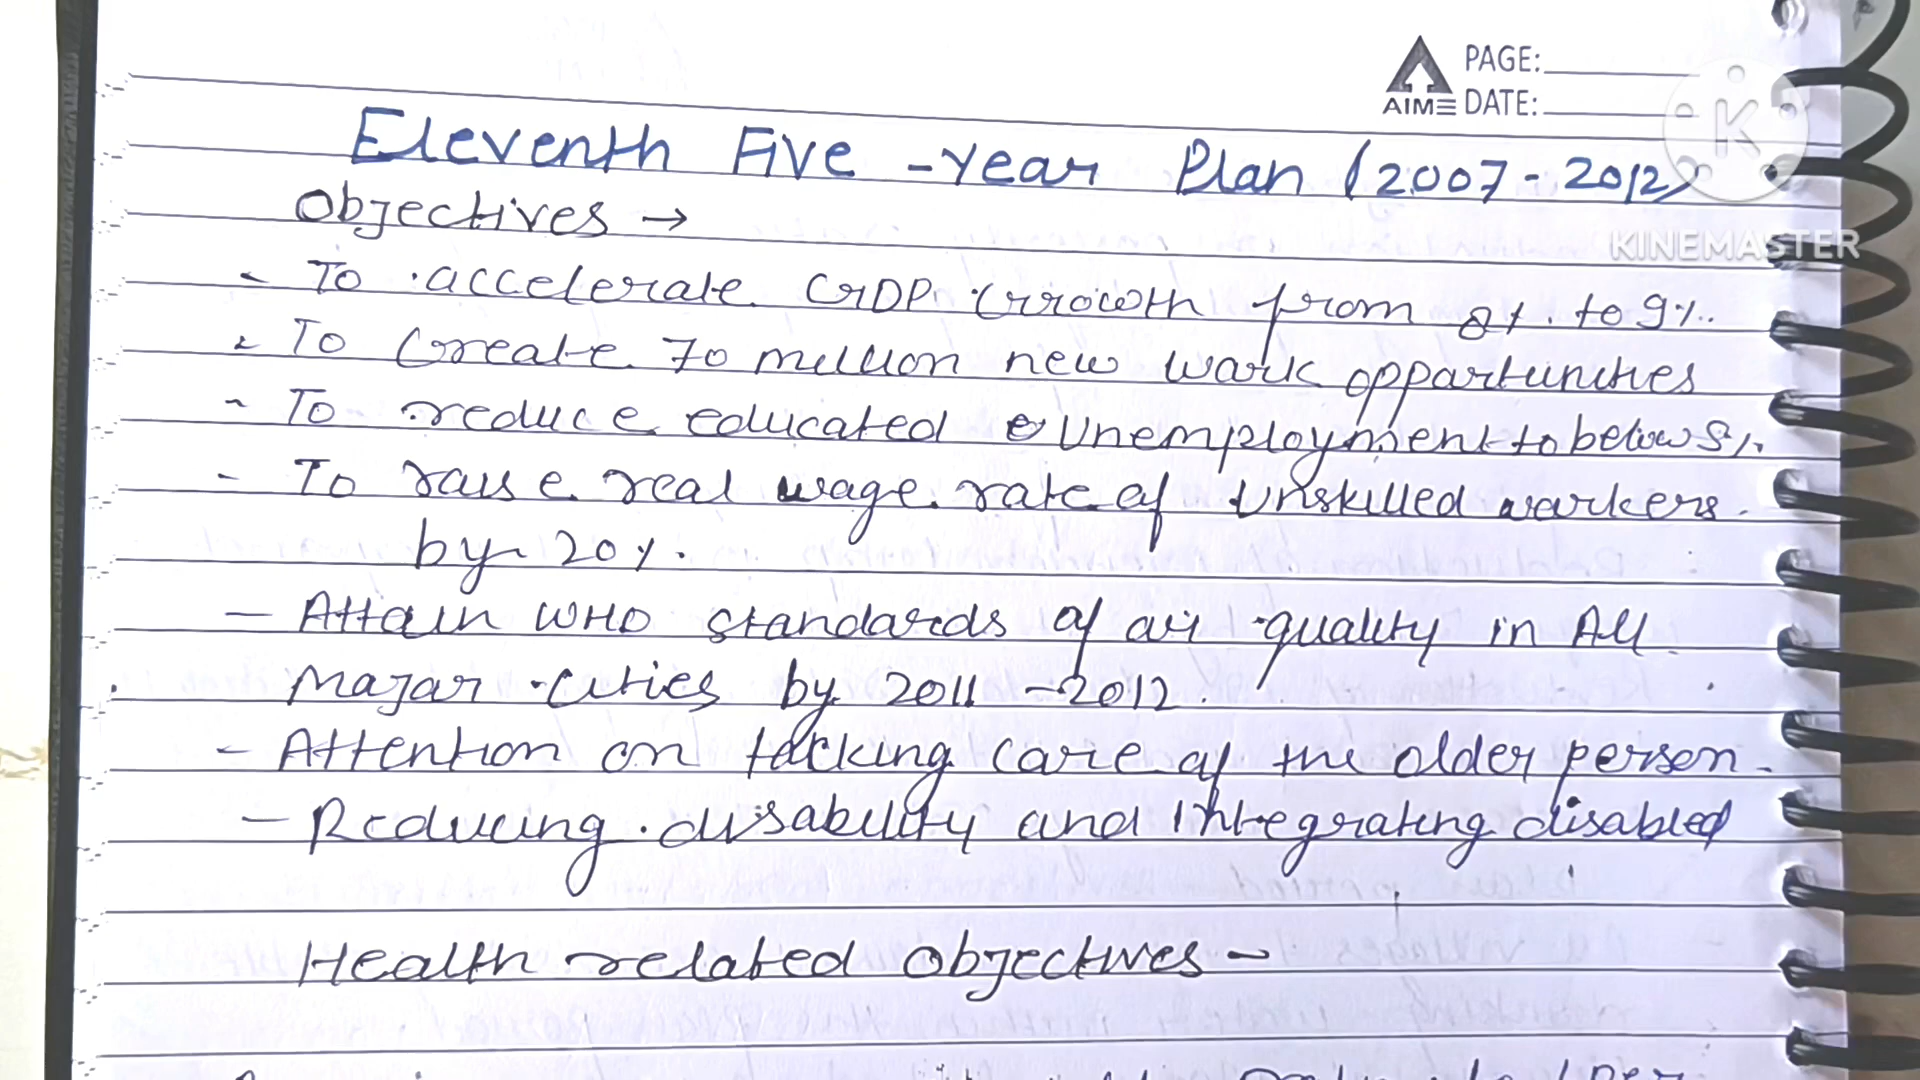 PAGE:
AIM DATE:
Eleventh Five -Year Plan (2007-2012)
KINEMASTER
Objectives →
- To accelerate GDP Growth from 8%. to 9%.
- To Create 70 million new work opportunities
- To reduce educated Unemployment to below 5%.
- To raise real wage rate of Unskilled workers
by 20%.
- Attain WHO standards of air quality in All
Major cities by 2011-2012.
- Attention on tacking care of the older person.
- Reducing disability and integrating disabled
Health related objectives -